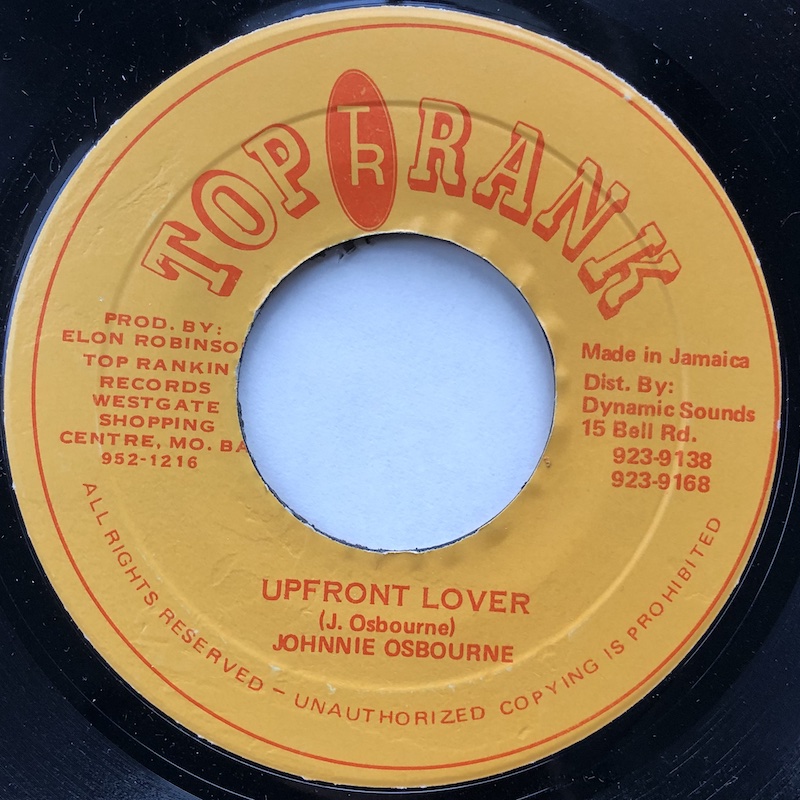 TOP TR RANK
PROD. BY:
ELON ROBINSO
TOP RANKIN
RECORDS
WESTGATE
SHOPPING
CENTRE, MO. BA
952-1216
Made in Jamaica
Dist. By:
Dynamic Sounds
15 Bell Rd.
923-9138
923-9168
UPFRONT LOVER
(J. Osbourne)
JOHNNIE OSBOURNE
ALL RIGHTS RESERVED - UNAUTHORIZED COPYING IS PROHIBITED